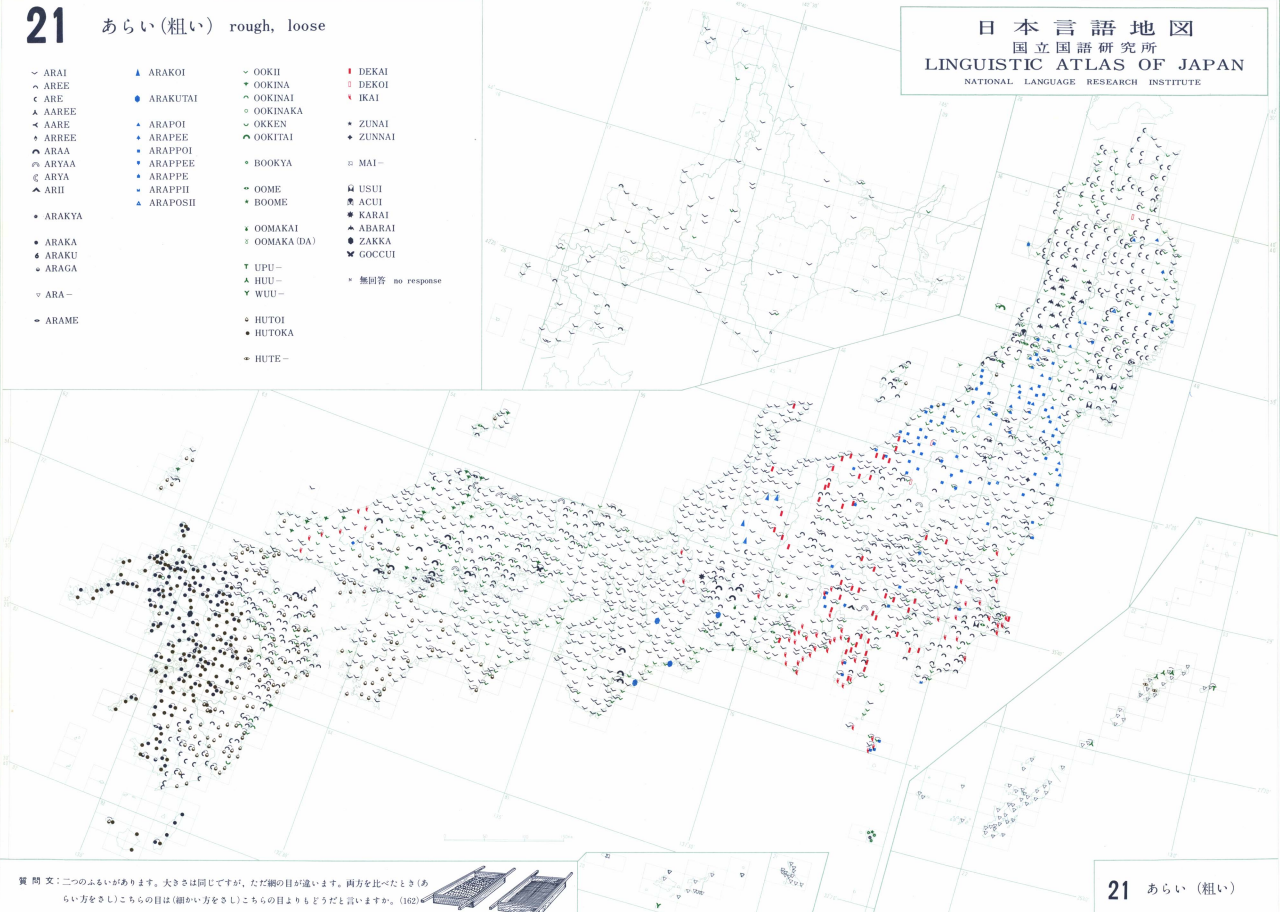 21 あらい(粗い) rough, loose
ARAI
AREE
ARE
AAREE
AARE
ARREE
ARAA
ARYAA
ARYA
ARII
ARAKYA
ARAKA
ARAKU
ARAGA
ARA−
ARAME
ARAKOI
ARAKUTAI
ARAPOI
ARAPEE
ARAPPOI
ARAPPEE
ARAPPE
ARAPPII
ARAPOSII
OOKII
OOKINA
OOKINAI
OOKINAKA
OKKEN
OOKITAI
BOOKYA
OOME
BOOME
OOMAKAI
OOMAKA(DA)
UPU−
HUU−
WUU−
HUTOI
HUTOKA
HUTE−
DEKAI
DEKOI
IKAI
ZUNAI
ZUNNAI
MAI−
USUI
ACUI
KARAI
ABARAI
ZAKKA
GOCCUI
N 無回答 no response
日本言語地図
国立国語研究所
LINGUISTIC ATLAS OF JAPAN
NATIONAL LANGUAGE RESEARCH INSTITUTE
質問文：二つのふるいがあります。大きさは同じですが，ただ網の目が違います。両方を比べたとき(あ
らい方をさし)こちらの目は(細かい方をさし)こちらの目よりもどうだと言いますか。(162)
21 あらい (粗い)